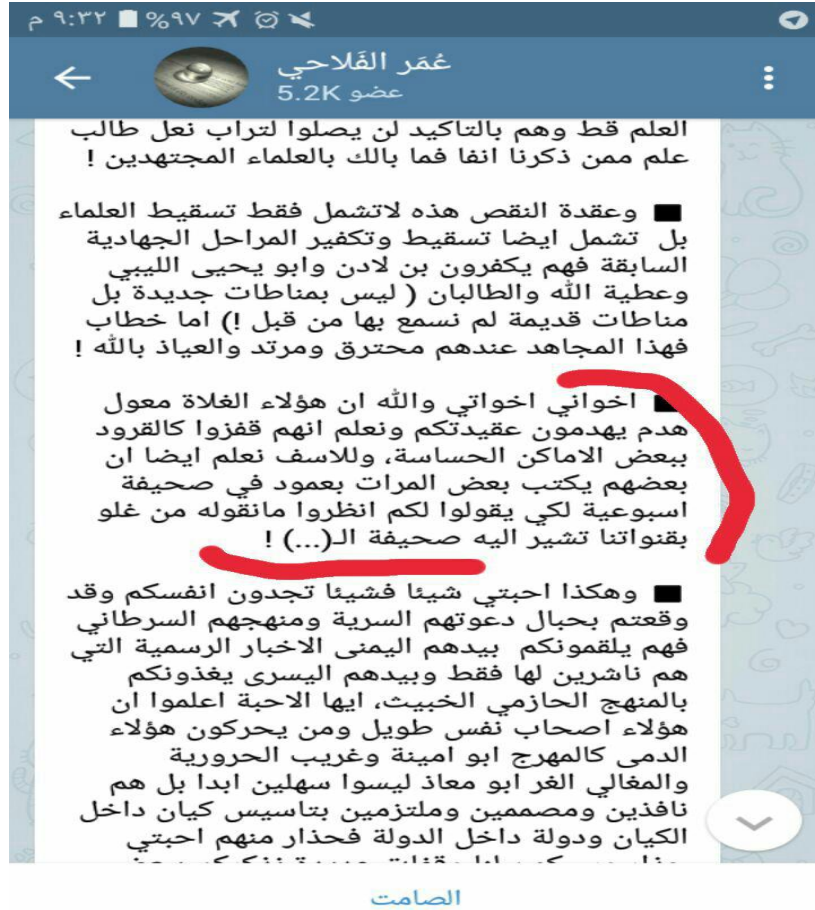 ٩:٣٢ م %٩٧
عُمَر الفَلاحي
5.2K عضو
العلم قط وهم بالتاكيد لن يصلوا لتراب نعل طالب
علم ممن ذكرنا انفا فما بالك بالعلماء المجتهدين !
■ وعقدة النقص هذه لاتشمل فقط تسقيط العلماء
بل تشمل ايضا تسقيط وتكفير المراحل الجهادية
السابقة فهم يكفرون بن لادن وابو يحيى الليبي
وعطية الله والطالبان ( ليس بمناطات جديدة بل
مناطات قديمة لم نسمع بها من قبل !) اما خطاب
فهذا المجاهد عندهم محترق ومرتد والعياذ بالله !
■ اخواني اخواتي والله ان هؤلاء الغلاة معول
هدم يهدمون عقيدتكم ونعلم انهم قفزوا كالقرود
ببعض الاماكن الحساسة، وللاسف نعلم ايضا ان
بعضهم يكتب بعض المرات بعمود في صحيفة
اسبوعية لكي يقولوا لكم انظروا مانقوله من غلو
بقنواتنا تشير اليه صحيفة الـ(...) !
■ وهكذا احبتي شيئا فشيئا تجدون انفسكم وقد
وقعتم بحبال دعوتهم السرية ومنهجهم السرطاني
فهم يلقمونكم بيدهم اليمنى الاخبار الرسمية التي
هم ناشرين لها فقط وبيدهم اليسرى يغذونكم
بالمنهج الحازمي الخبيث، ايها الاحبة اعلموا ان
هؤلاء اصحاب نفس طويل ومن يحركون هؤلاء
الدمى كالمهرج ابو امينة وغريب الحرورية
والمغالي الغر ابو معاذ ليسوا سهلين ابدا بل هم
نافذين ومصممين وملتزمين بتاسيس كيان داخل
الكيان ودولة داخل الدولة فحذار منهم احبتي
الصامت